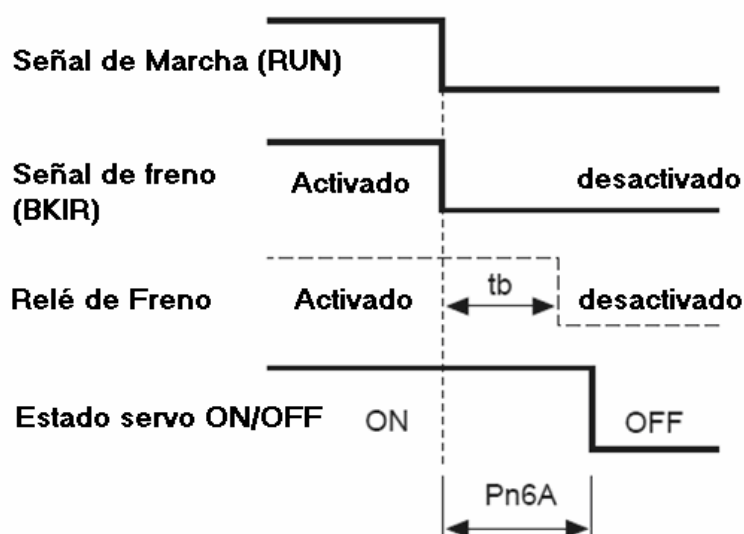 Señal de Marcha (RUN)
Señal de freno
(BKIR)
Activado
desactivado
Relé de Freno
Activado
tb
desactivado
Estado servo ON/OFF
ON
OFF
Pn6A